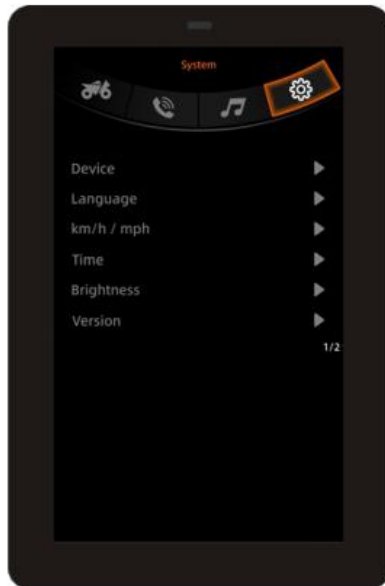 System
Device
Language
km/h / mph
Time
Brightness
Version
1/2